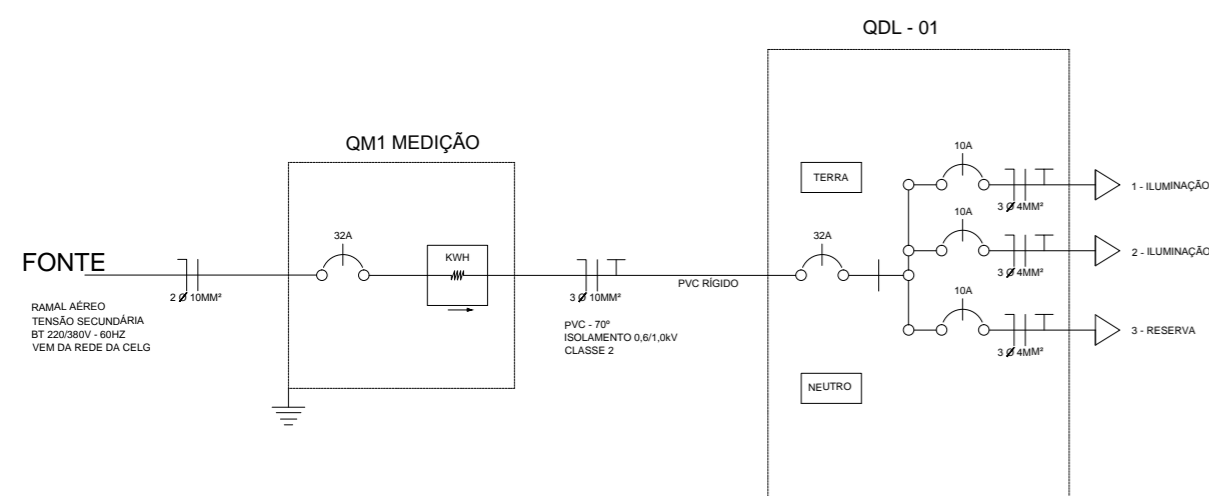 QDL - 01
QM1 MEDIÇÃO
FONTE
RAMAL AÉREO
TENSÃO SECUNDÁRIA
BT 220/380V - 60HZ
VEM DA REDE DA CELG
2 Ø 10MM²
32A
KWH
3 Ø 10MM²
PVC - 70º
ISOLAMENTO 0,6/1,0kV
CLASSE 2
PVC RÍGIDO
TERRA
32A
NEUTRO
10A
3 Ø 4MM²
1 - ILUMINAÇÃO
10A
3 Ø 4MM²
2 - ILUMINAÇÃO
10A
3 Ø 4MM²
3 - RESERVA